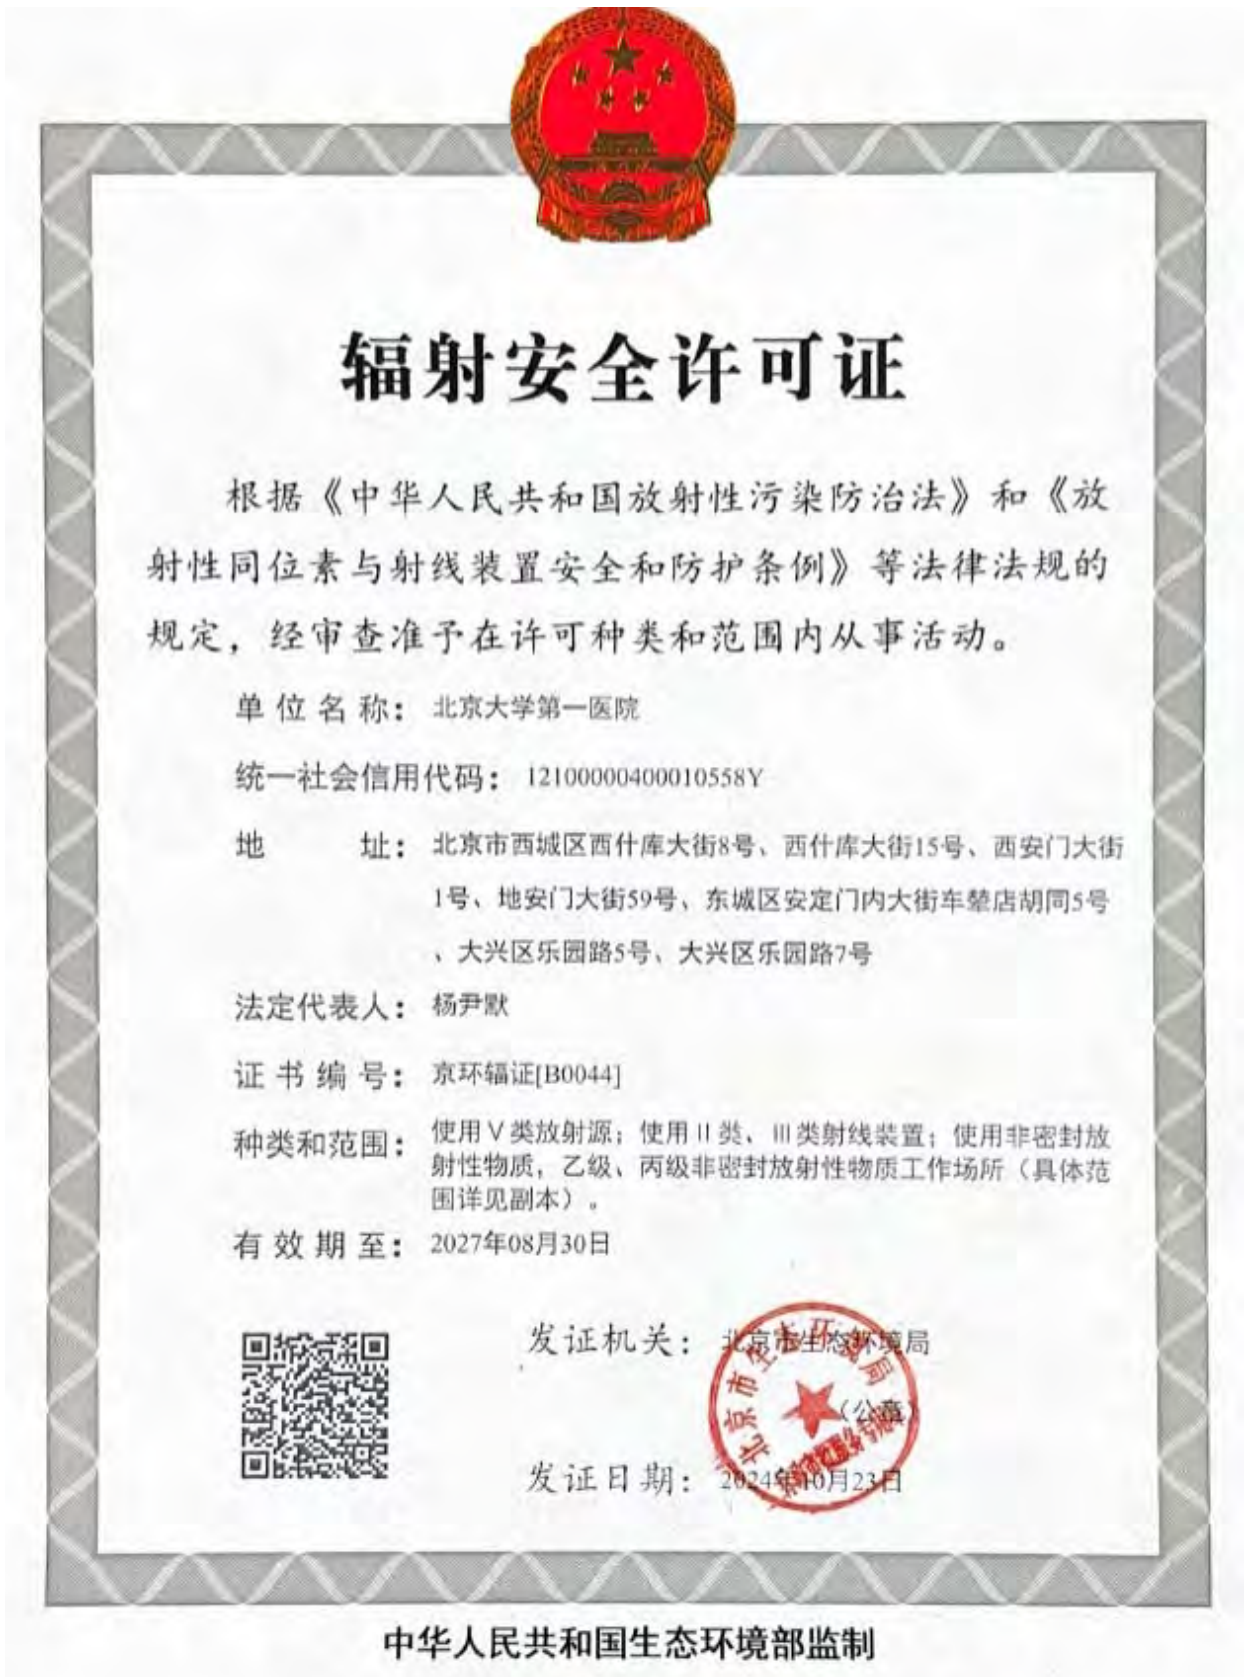 辐射安全许可证
根据《中华人民共和国放射性污染防治法》和《放
射性同位素与射线装置安全和防护条例》等法律法规的
规定，经审查准予在许可种类和范围内从事活动。
单位名称：北京大学第一医院
统一社会信用代码：12100000400010558Y
地址：北京市西城区西什库大街8号、西什库大街15号、西安门大街
1号、地安门大街59号、东城区安定门内大街车辇店胡同5号
、大兴区乐园路5号、大兴区乐园路7号
法定代表人：杨尹默
证书编号：京环辐证[B0044]
种类和范围：使用Ⅴ类放射源；使用Ⅱ类、Ⅲ类射线装置；使用非密封放
射性物质，乙级、丙级非密封放射性物质工作场所（具体范
围详见副本）。
有效期至：2027年08月30日
发证机关：北京市生态环境局
（公章）
发证日期：2024年10月23日
北京市生态环境局
中华人民共和国生态环境部监制